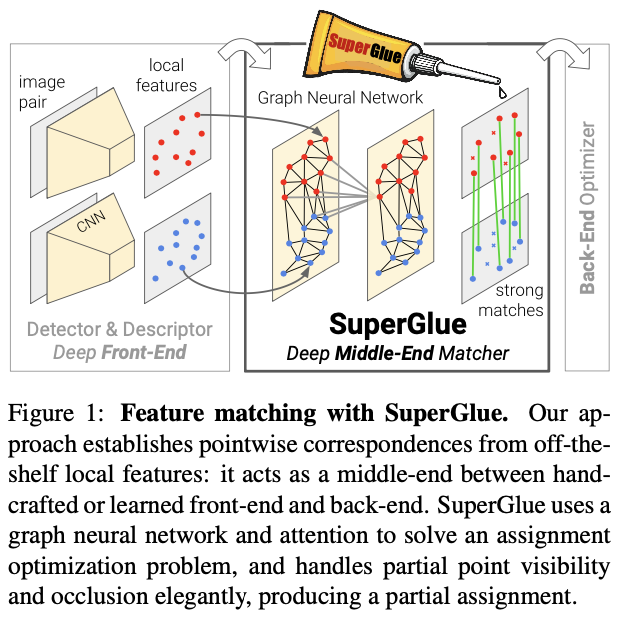 image
pair
local
features
SuperGlue
Graph Neural Network
CNN
strong
matches
Detector & Descriptor
Deep Front-End
SuperGlue
Deep Middle-End Matcher
Back-End Optimizer
Figure 1: Feature matching with SuperGlue. Our ap-
proach establishes pointwise correspondences from off-the-
shelf local features: it acts as a middle-end between hand-
crafted or learned front-end and back-end. SuperGlue uses a
graph neural network and attention to solve an assignment
optimization problem, and handles partial point visibility
and occlusion elegantly, producing a partial assignment.